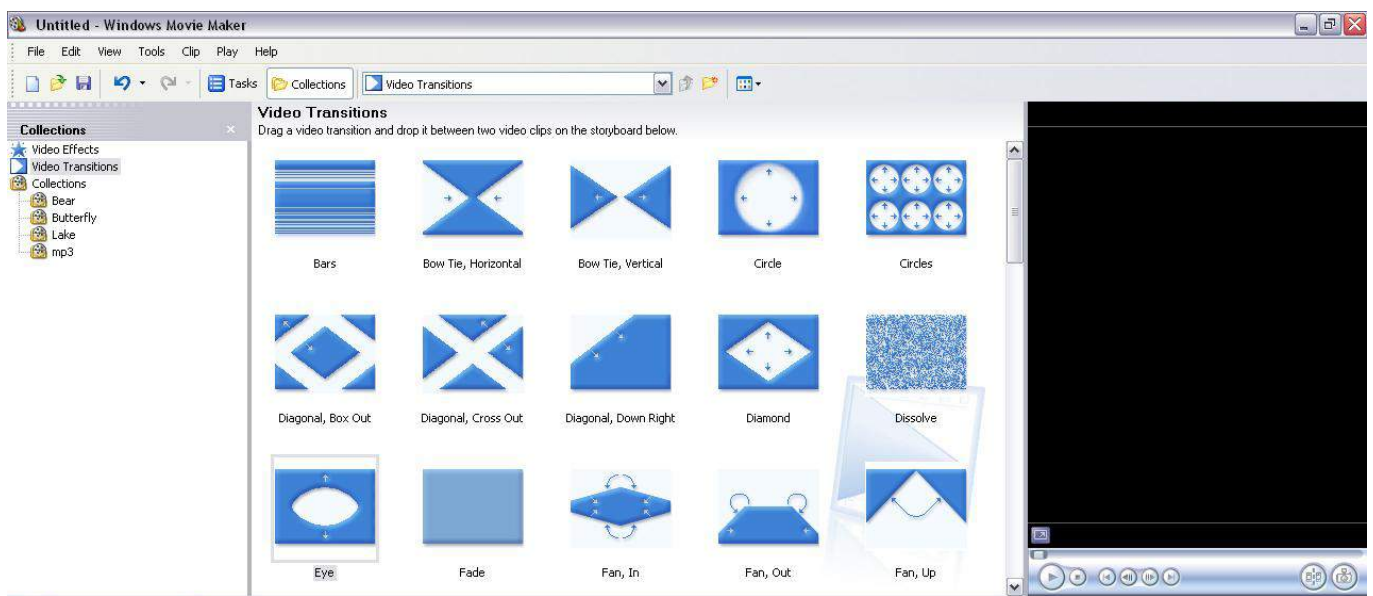 Untitled - Windows Movie Maker
File Edit View Tools Clip Play Help
Tasks Collections Video Transitions
Collections
Video Effects
Video Transitions
Collections
Bear
Butterfly
Lake
mp3
Video Transitions
Drag a video transition and drop it between two video clips on the storyboard below.
Bars Bow Tie, Horizontal Bow Tie, Vertical Circle Circles
Diagonal, Box Out Diagonal, Cross Out Diagonal, Down Right Diamond Dissolve
Eye Fade Fan, In Fan, Out Fan, Up